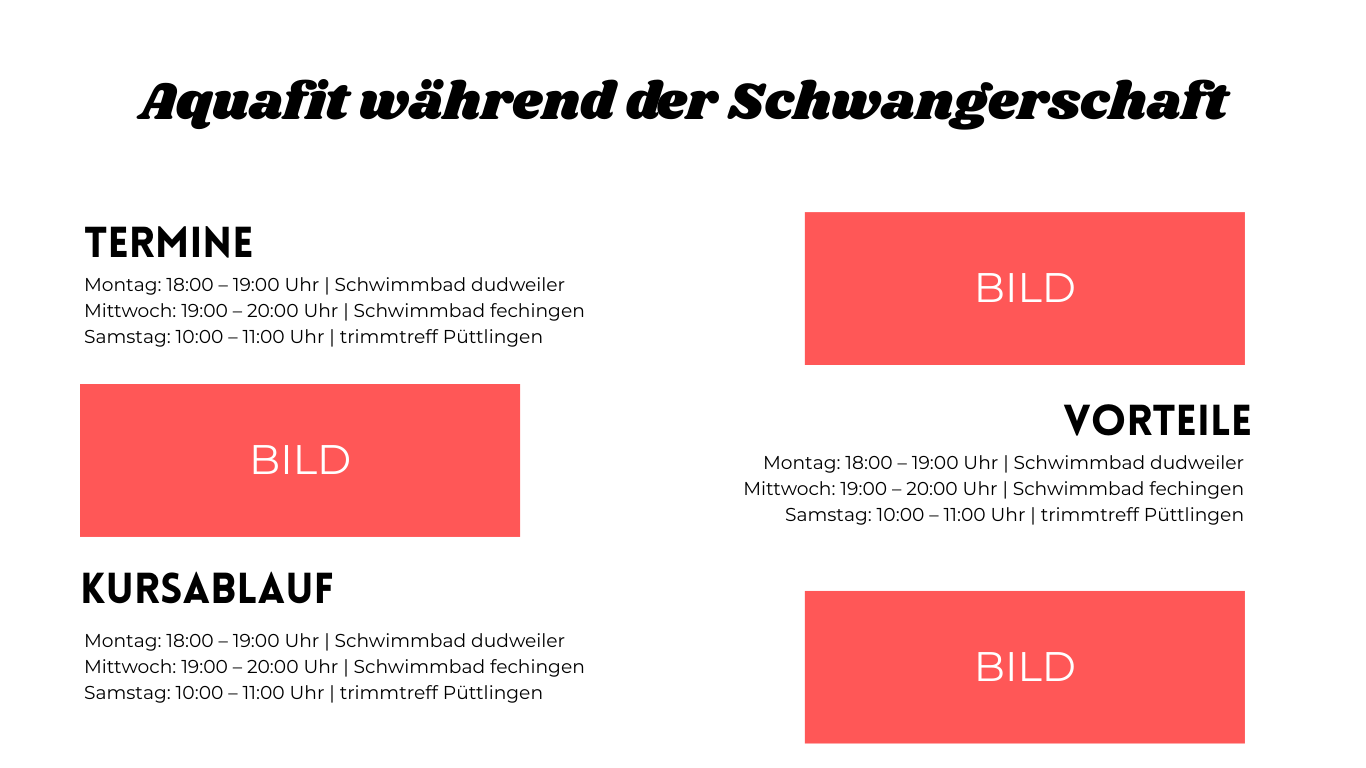 Aquafit während der Schwangerschaft
TERMINE
Montag: 18:00 – 19:00 Uhr | Schwimmbad dudweiler
Mittwoch: 19:00 – 20:00 Uhr | Schwimmbad fechingen
Samstag: 10:00 – 11:00 Uhr | trimmtreff Püttlingen
BILD
BILD
VORTEILE
Montag: 18:00 – 19:00 Uhr | Schwimmbad dudweiler
Mittwoch: 19:00 – 20:00 Uhr | Schwimmbad fechingen
Samstag: 10:00 – 11:00 Uhr | trimmtreff Püttlingen
KURSABLAUF
Montag: 18:00 – 19:00 Uhr | Schwimmbad dudweiler
Mittwoch: 19:00 – 20:00 Uhr | Schwimmbad fechingen
Samstag: 10:00 – 11:00 Uhr | trimmtreff Püttlingen
BILD